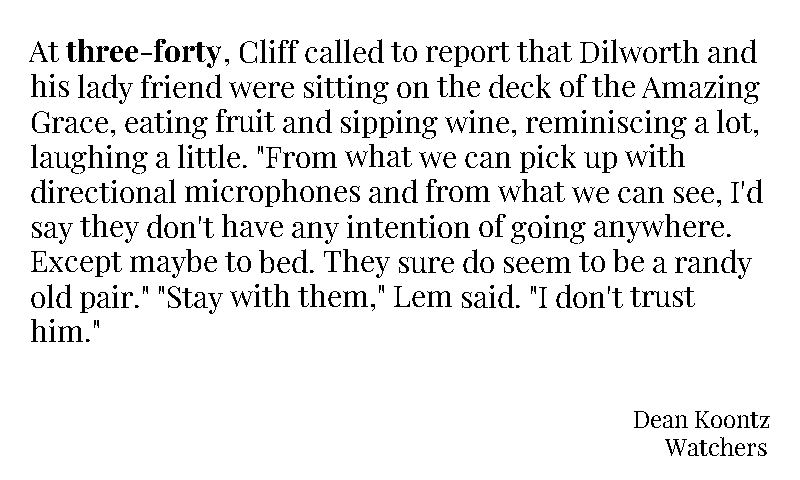 At three-forty, Cliff called to report that Dilworth and
his lady friend were sitting on the deck of the Amazing
Grace, eating fruit and sipping wine, reminiscing a lot,
laughing a little. "From what we can pick up with
directional microphones and from what we can see, I'd
say they don't have any intention of going anywhere.
Except maybe to bed. They sure do seem to be a randy
old pair." "Stay with them," Lem said. "I don't trust
him."
Dean Koontz
Watchers